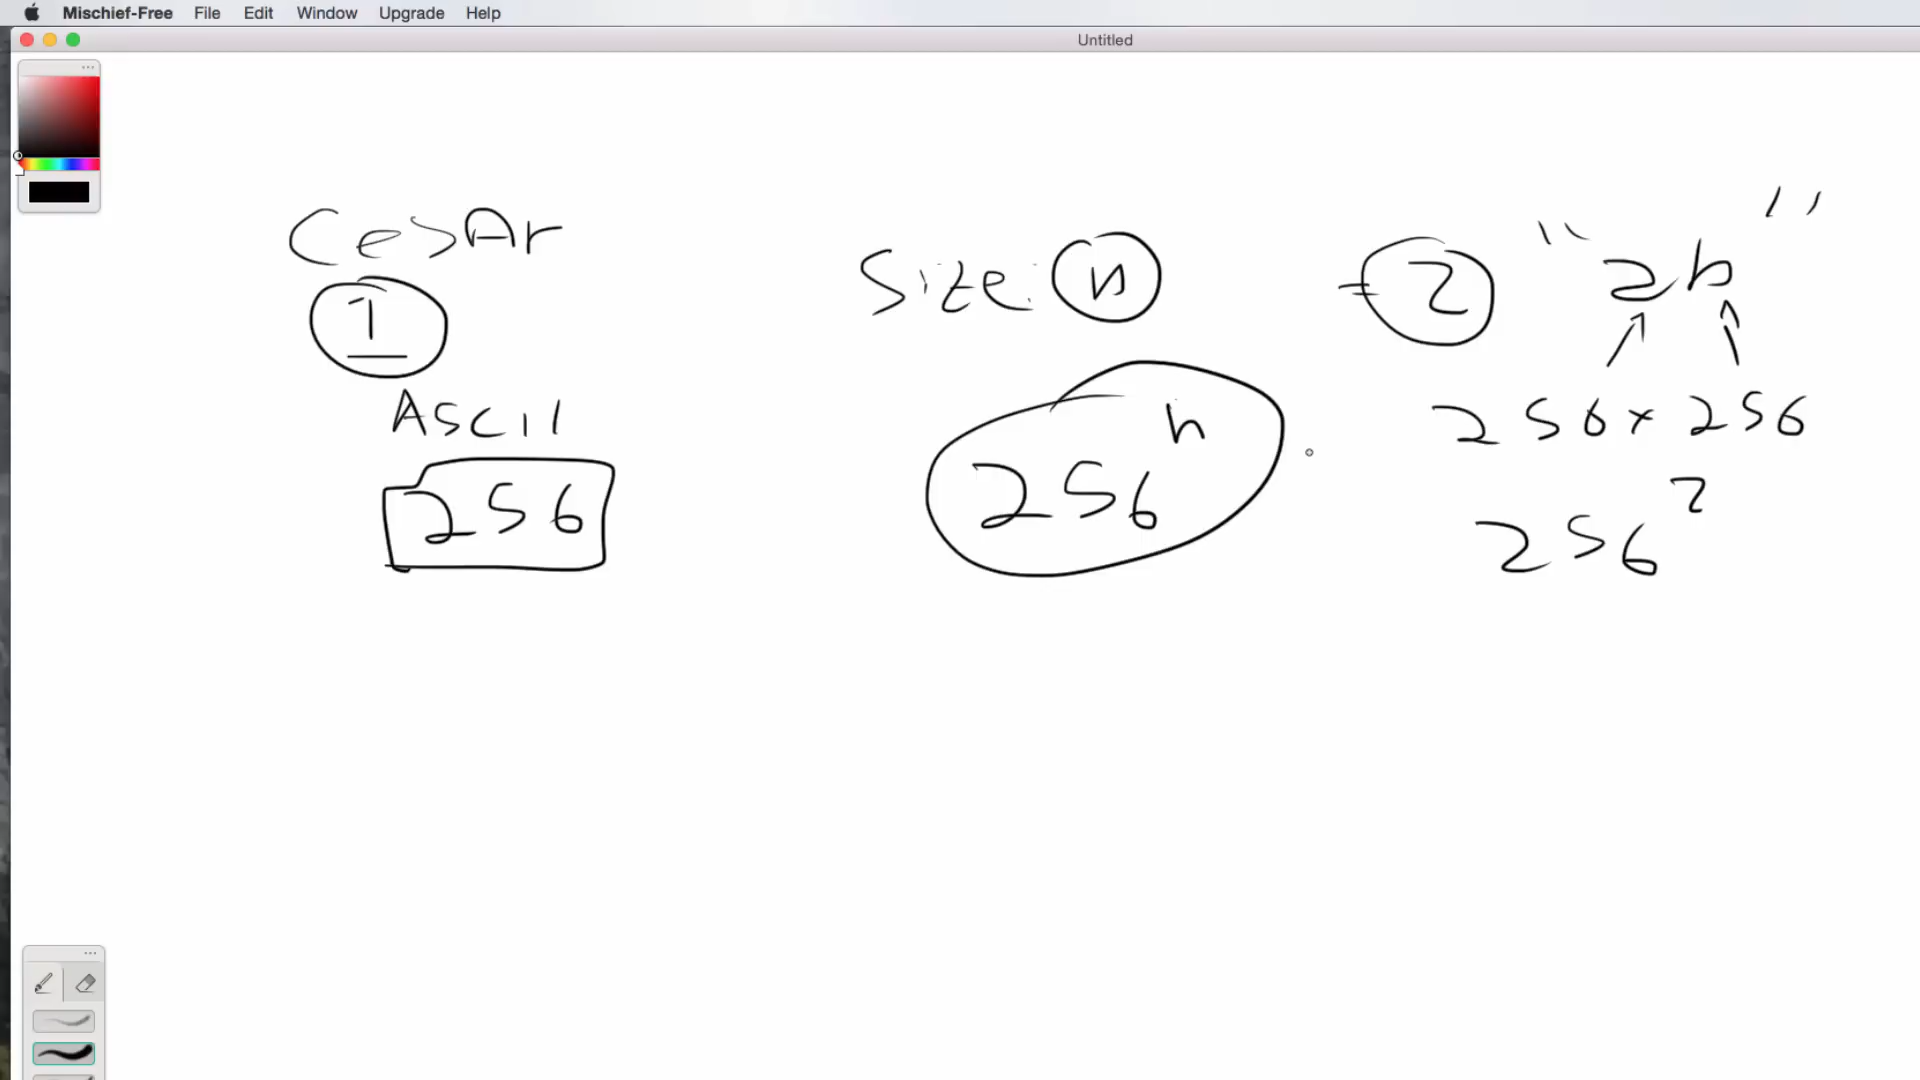 Mischief-Free File Edit Window Upgrade Help
Untitled
CesAr
1
ASCII
256
Size: n
256^n
= 2 "ab"
256 x 256
256^2